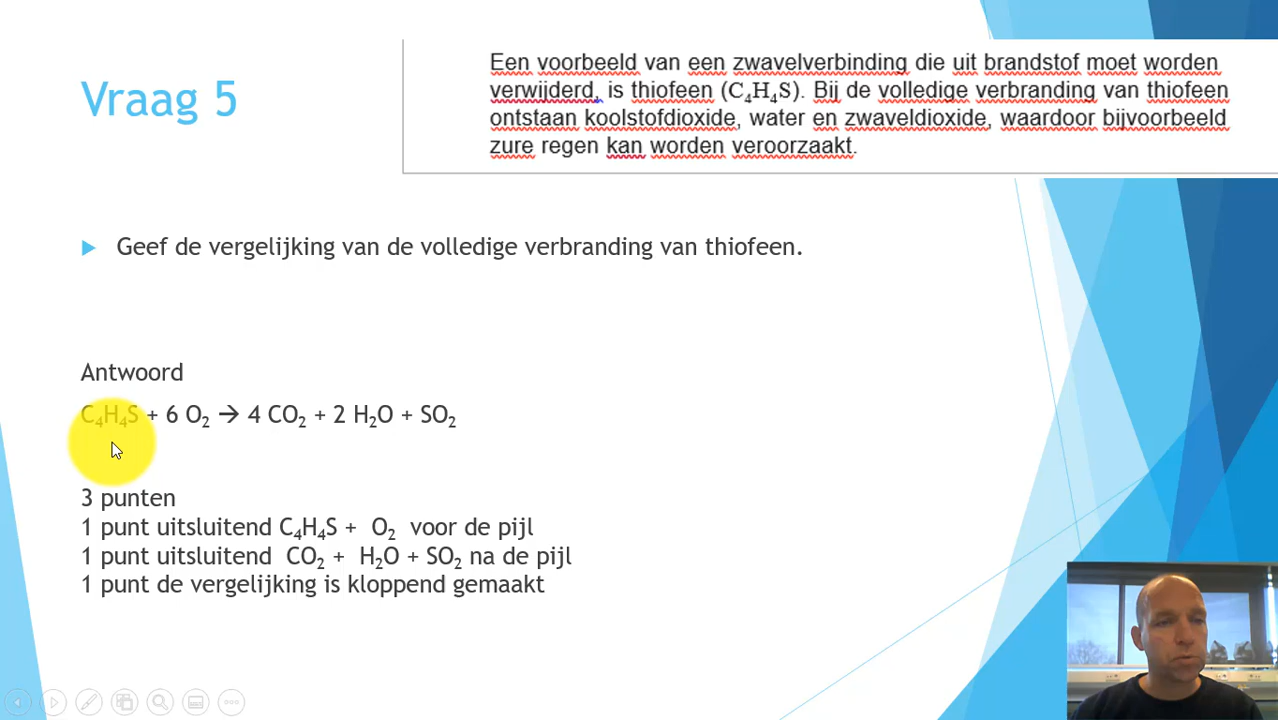 Vraag 5
Een voorbeeld van een zwavelverbinding die uit brandstof moet worden
verwijderd, is thiofeen (C₄H₄S). Bij de volledige verbranding van thiofeen
ontstaan koolstofdioxide, water en zwaveldioxide, waardoor bijvoorbeeld
zure regen kan worden veroorzaakt.
Geef de vergelijking van de volledige verbranding van thiofeen.
Antwoord
C₄H₄S + 6 O₂ → 4 CO₂ + 2 H₂O + SO₂
3 punten
1 punt uitsluitend C₄H₄S + O₂ voor de pijl
1 punt uitsluitend CO₂ + H₂O + SO₂ na de pijl
1 punt de vergelijking is kloppend gemaakt